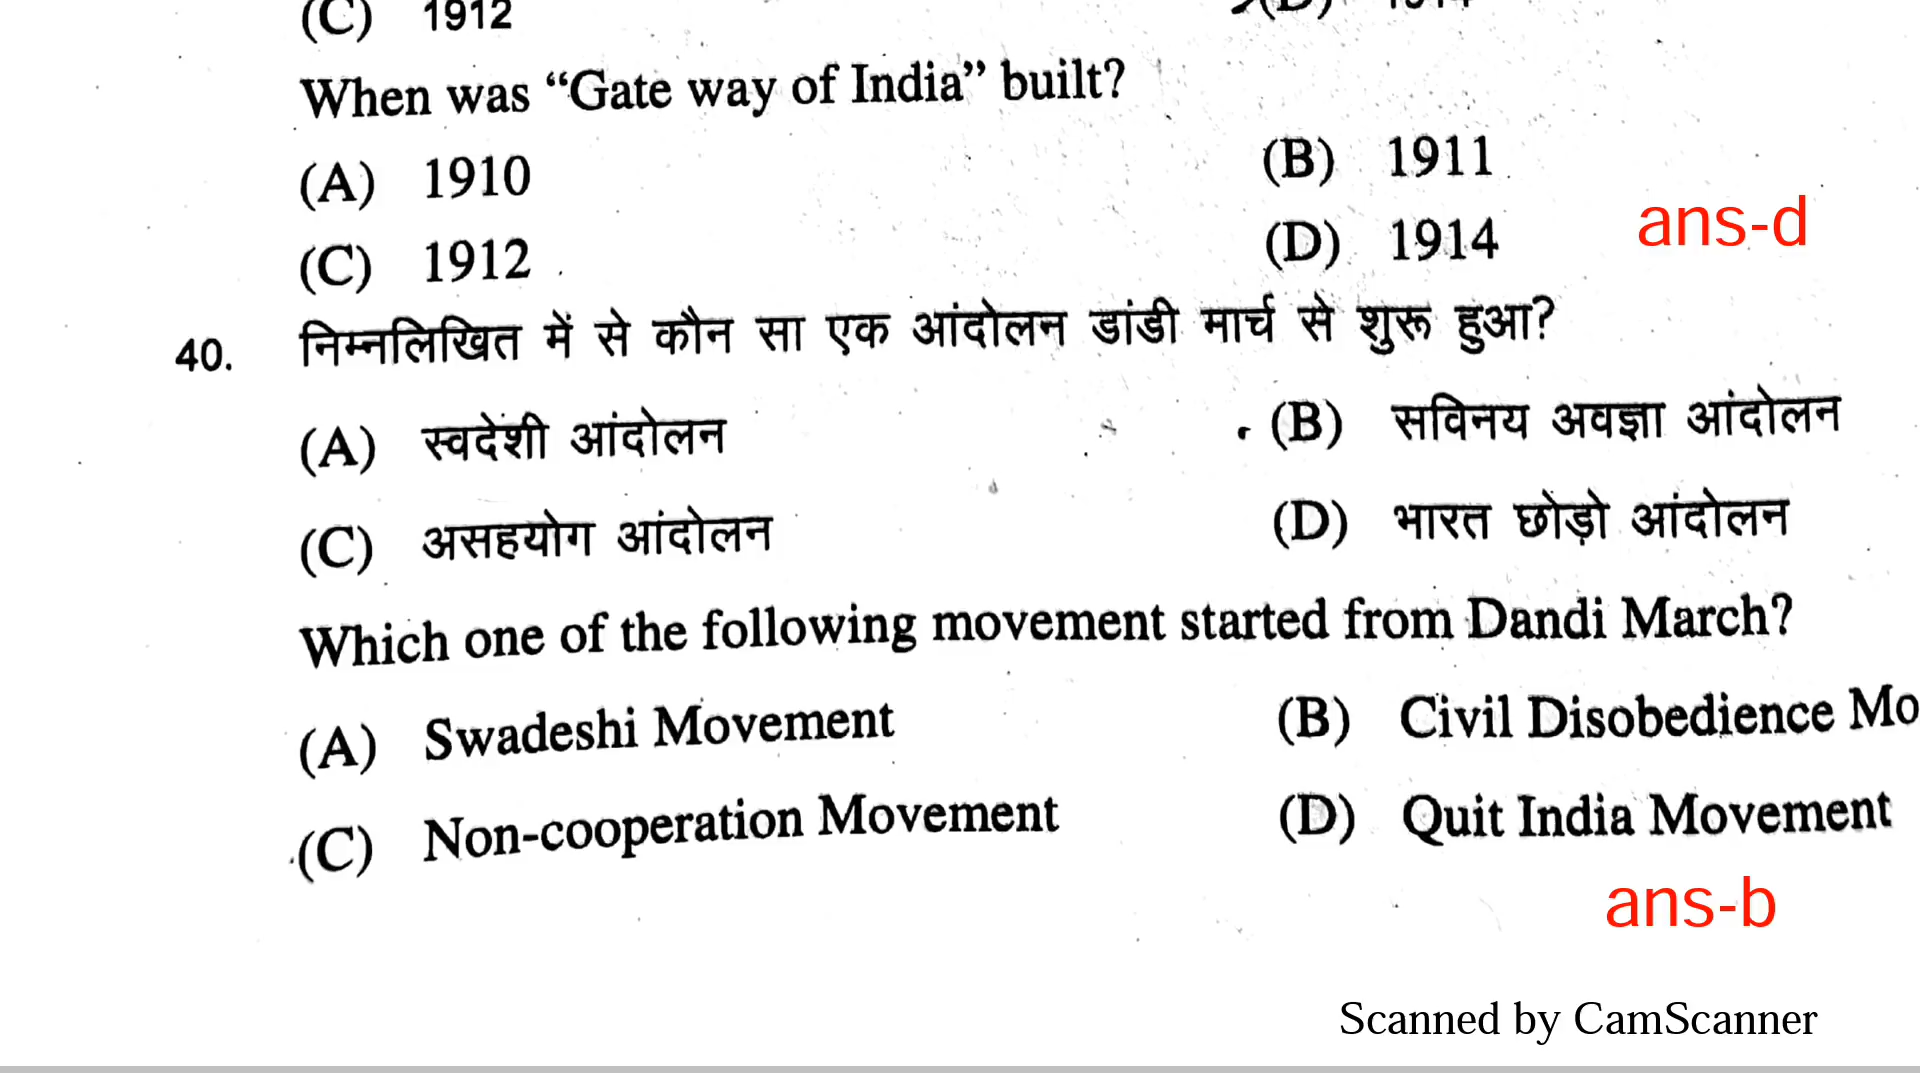 (C) 1912
When was “Gate way of India” built?
(A) 1910 (B) 1911
(C) 1912 (D) 1914
ans-d
40. निम्नलिखित में से कौन सा एक आंदोलन डांडी मार्च से शुरू हुआ?
(A) स्वदेशी आंदोलन (B) सविनय अवज्ञा आंदोलन
(C) असहयोग आंदोलन (D) भारत छोड़ो आंदोलन
Which one of the following movement started from Dandi March?
(A) Swadeshi Movement (B) Civil Disobedience Mo
(C) Non-cooperation Movement (D) Quit India Movement
ans-b
Scanned by CamScanner